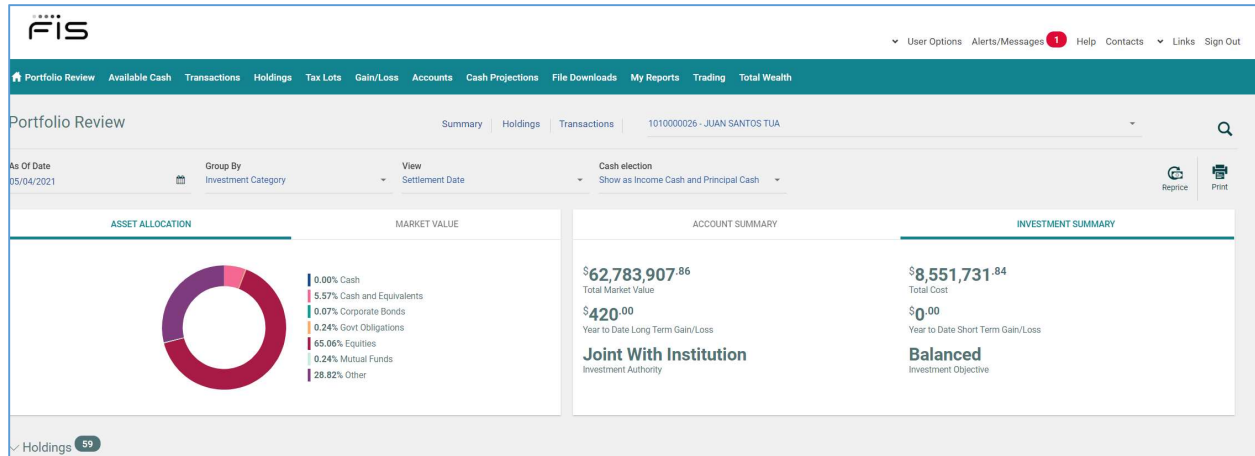 FIS
User Options Alerts/Messages 1 Help Contacts Links Sign Out
Portfolio Review Available Cash Transactions Holdings Tax Lots Gain/Loss Accounts Cash Projections File Downloads My Reports Trading Total Wealth
Portfolio Review Summary Holdings Transactions 1010000026 - JUAN SANTOS TUA
As Of Date Group By View Cash election
05/04/2021 Investment Category Settlement Date Show as Income Cash and Principal Cash
Reprice Print
ASSET ALLOCATION MARKET VALUE ACCOUNT SUMMARY INVESTMENT SUMMARY
0.00% Cash
5.57% Cash and Equivalents
0.07% Corporate Bonds
0.24% Govt Obligations
65.06% Equities
0.24% Mutual Funds
28.82% Other
$62,783,907.86 $8,551,731.84
Total Market Value Total Cost
$420.00 $0.00
Year to Date Long Term Gain/Loss Year to Date Short Term Gain/Loss
Joint With Institution Balanced
Investment Authority Investment Objective
Holdings 59